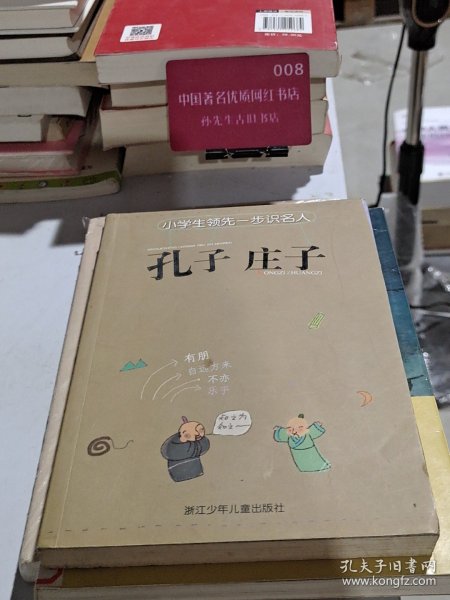 008
中国著名优质网红书店
孙先生古旧书店
小学生领先一步识名人
孔子 庄子
有朋
自远方来
不亦
乐乎
知之为
知之
浙江少年儿童出版社
孔夫子旧书网
www.kongfz.com